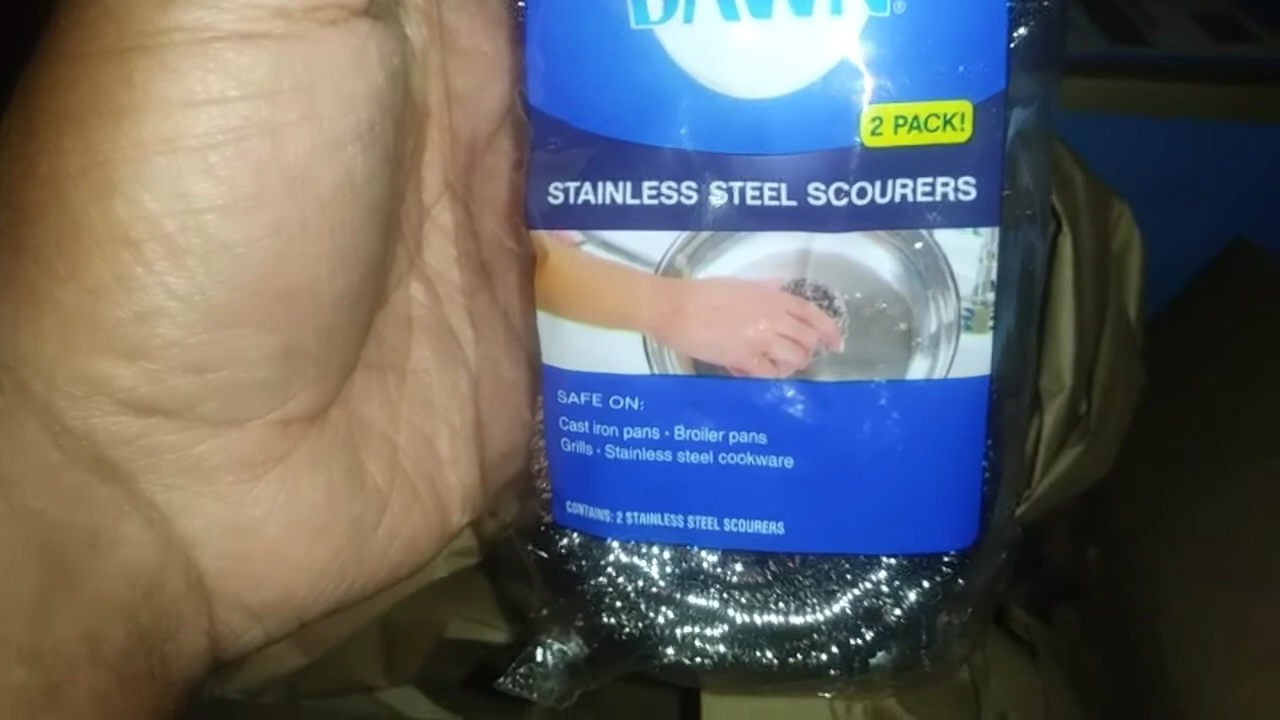 DAWN®
2 PACK!
STAINLESS STEEL SCOURERS
SAFE ON:
Cast iron pans • Broiler pans
Grills • Stainless steel cookware
CONTAINS: 2 STAINLESS STEEL SCOURERS